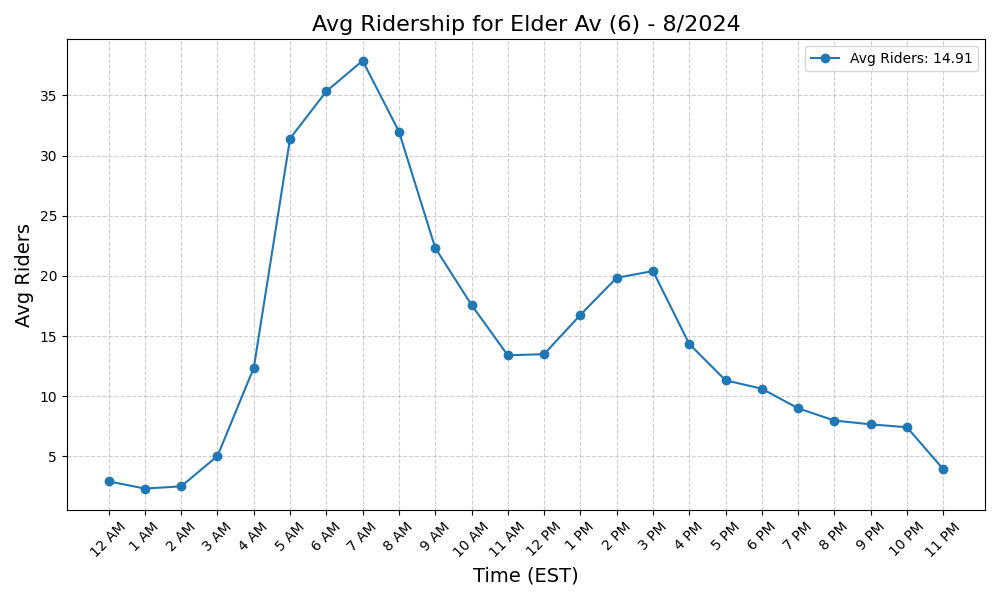 Avg Ridership for Elder Av (6) - 8/2024
Avg Riders: 14.91
Avg Riders
35
30
25
20
15
10
5
12 AM
1 AM
2 AM
3 AM
4 AM
5 AM
6 AM
7 AM
8 AM
9 AM
10 AM
11 AM
12 PM
1 PM
2 PM
3 PM
4 PM
5 PM
6 PM
7 PM
8 PM
9 PM
10 PM
11 PM
Time (EST)